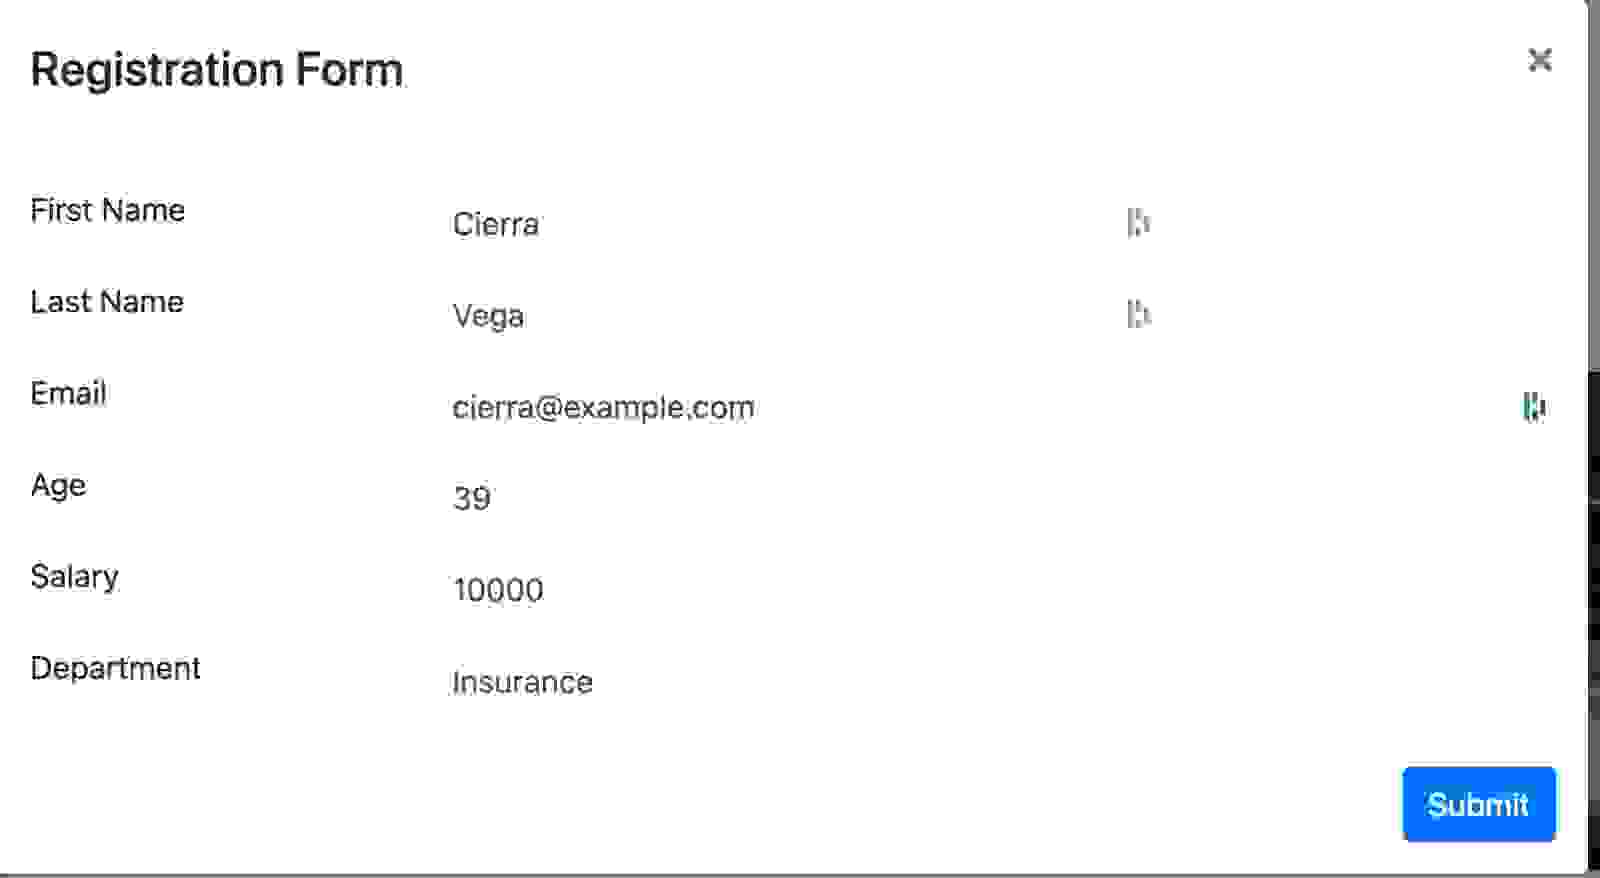 Registration Form
×
First Name
Cierra
Last Name
Vega
Email
cierra@example.com
Age
39
Salary
10000
Department
Insurance
Submit